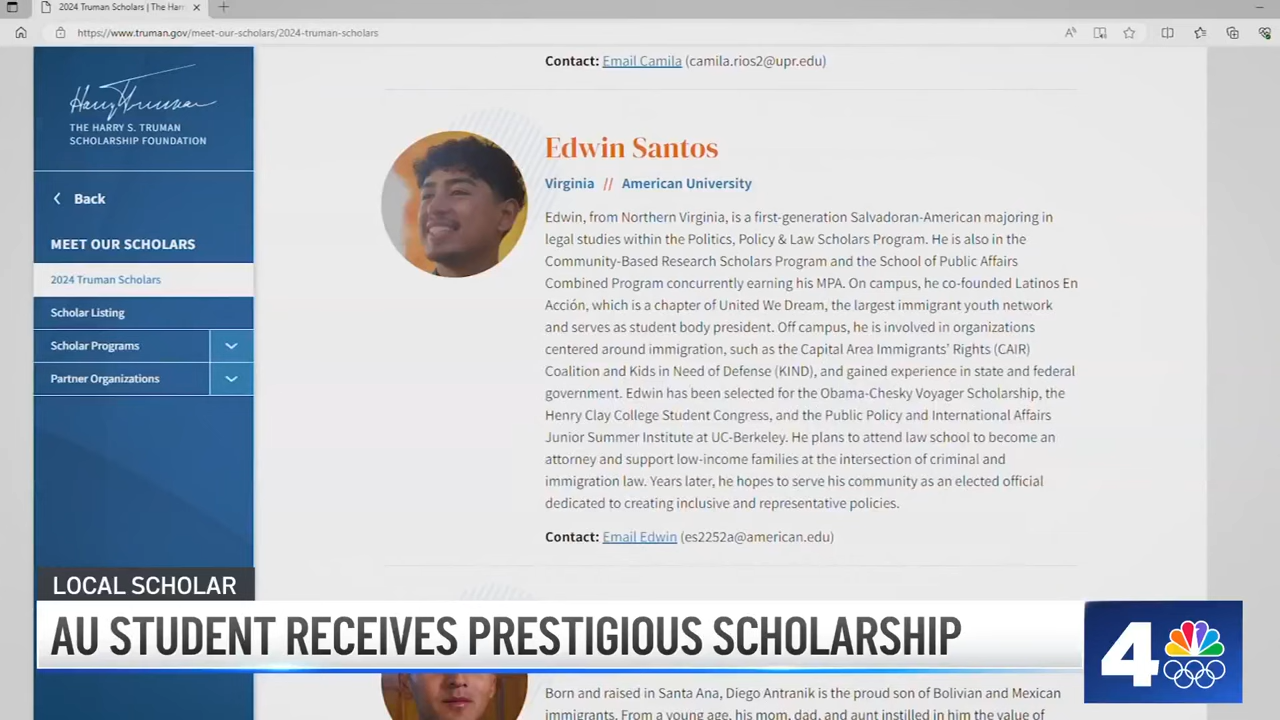 2024 Truman Scholars | The Harr
https://www.truman.gov/meet-our-scholars/2024-truman-scholars
Harry Truman
THE HARRY S. TRUMAN
SCHOLARSHIP FOUNDATION
Back
MEET OUR SCHOLARS
2024 Truman Scholars
Scholar Listing
Scholar Programs
Partner Organizations
Contact: Email Camila (camila.rios2@upr.edu)
Edwin Santos
Virginia // American University
Edwin, from Northern Virginia, is a first-generation Salvadoran-American majoring in
legal studies within the Politics, Policy & Law Scholars Program. He is also in the
Community-Based Research Scholars Program and the School of Public Affairs
Combined Program concurrently earning his MPA. On campus, he co-founded Latinos En
Acción, which is a chapter of United We Dream, the largest immigrant youth network
and serves as student body president. Off campus, he is involved in organizations
centered around immigration, such as the Capital Area Immigrants' Rights (CAIR)
Coalition and Kids in Need of Defense (KIND), and gained experience in state and federal
government. Edwin has been selected for the Obama-Chesky Voyager Scholarship, the
Henry Clay College Student Congress, and the Public Policy and International Affairs
Junior Summer Institute at UC-Berkeley. He plans to attend law school to become an
attorney and support low-income families at the intersection of criminal and
immigration law. Years later, he hopes to serve his community as an elected official
dedicated to creating inclusive and representative policies.
Contact: Email Edwin (es2252a@american.edu)
LOCAL SCHOLAR
AU STUDENT RECEIVES PRESTIGIOUS SCHOLARSHIP
4
Born and raised in Santa Ana, Diego Antranik is the proud son of Bolivian and Mexican
immigrants. From a young age, his mom, dad, and aunt instilled in him the value of